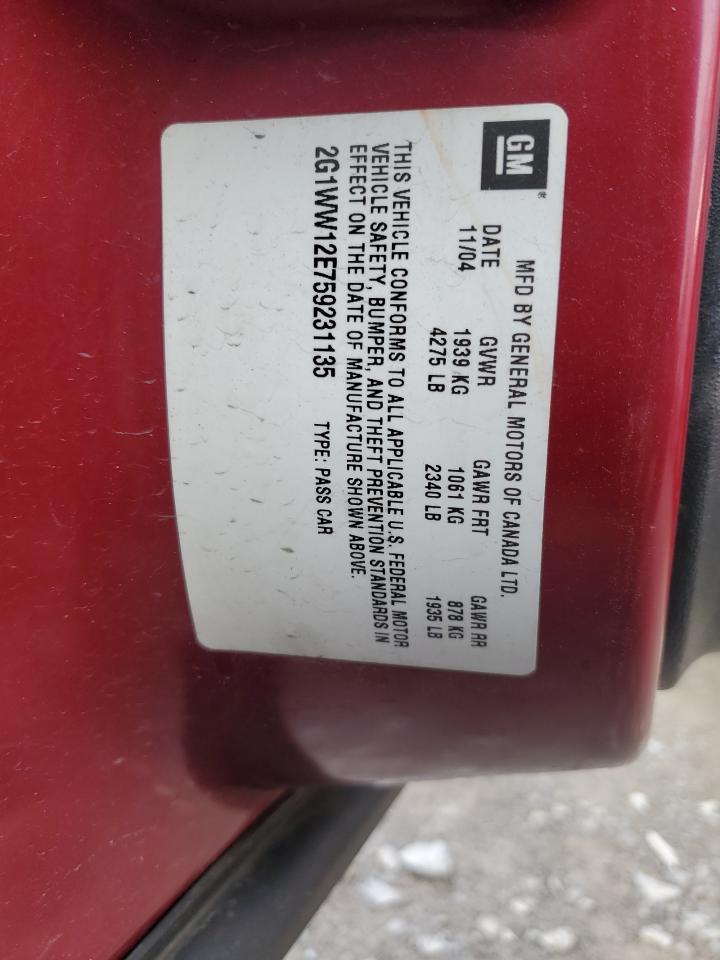 GM®
MFD BY GENERAL MOTORS OF CANADA LTD.
DATE GVWR GAWR FRT GAWR RR
11/04 1939 KG 1061 KG 878 KG
4275 LB 2340 LB 1935 LB
THIS VEHICLE CONFORMS TO ALL APPLICABLE U.S. FEDERAL MOTOR
VEHICLE SAFETY, BUMPER, AND THEFT PREVENTION STANDARDS IN
EFFECT ON THE DATE OF MANUFACTURE SHOWN ABOVE.
2G1WW12E759231135 TYPE: PASS CAR